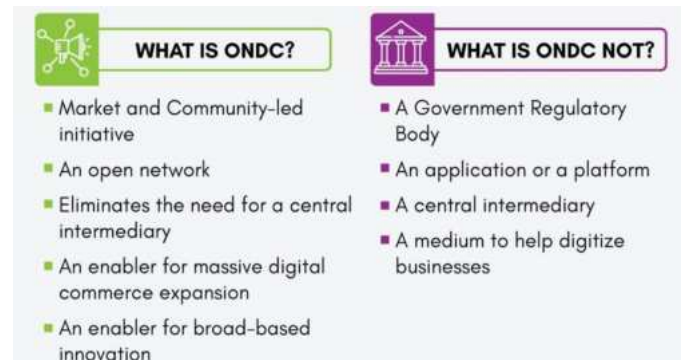 WHAT IS ONDC?
Market and Community-led
initiative
An open network
Eliminates the need for a central
intermediary
An enabler for massive digital
commerce expansion
An enabler for broad-based
innovation
WHAT IS ONDC NOT?
A Government Regulatory
Body
An application or a platform
A central intermediary
A medium to help digitize
businesses